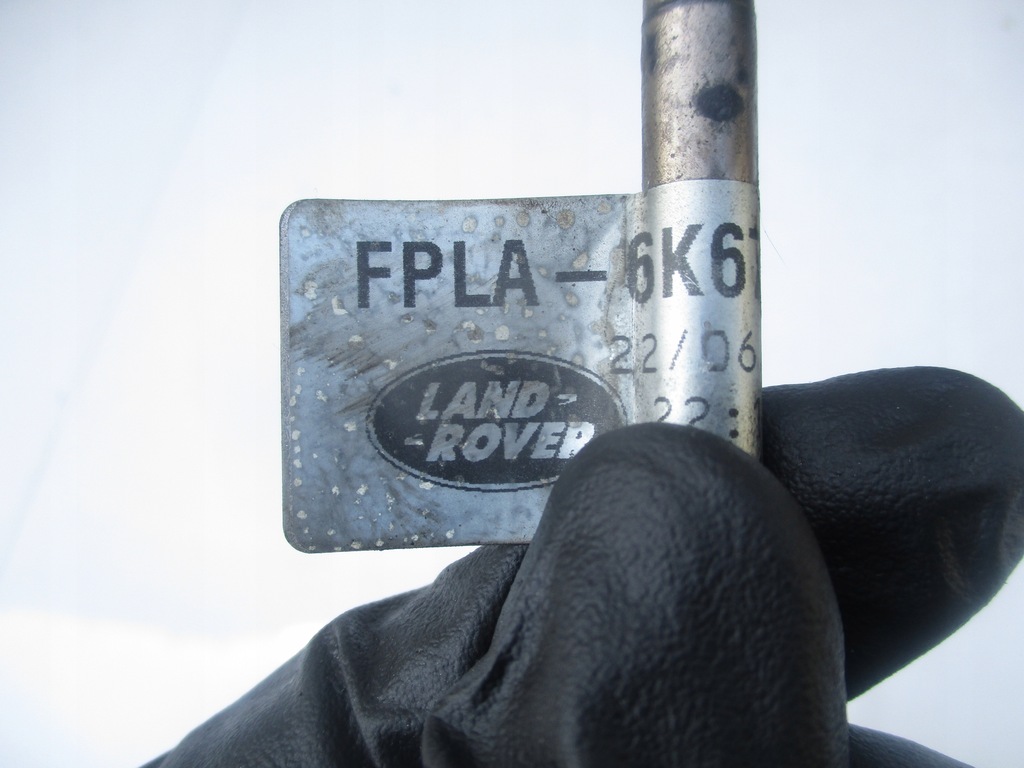 FPLA-6K6
22/06
LAND-
-ROVER
22: